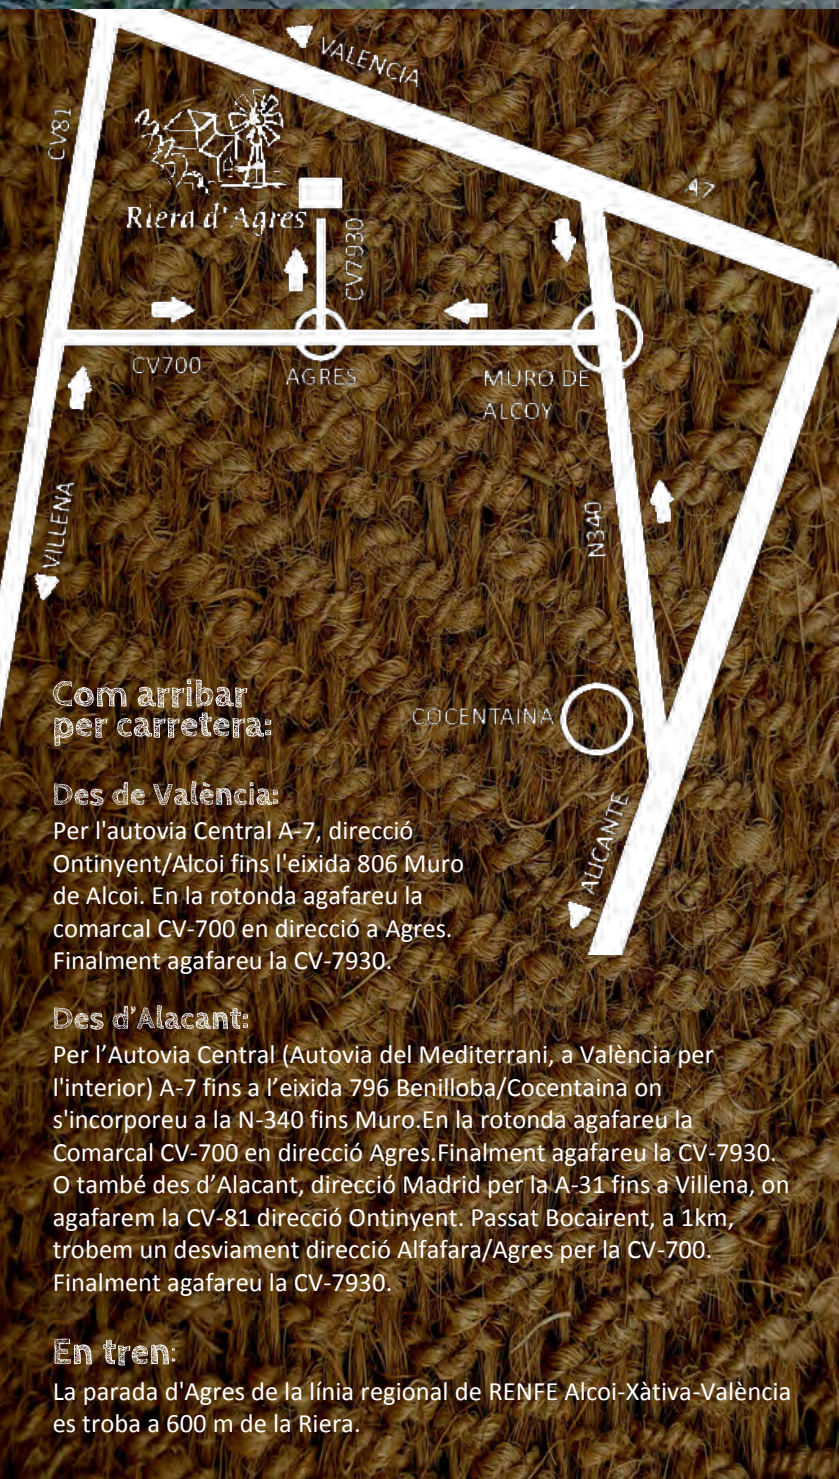 VALENCIA
CV81
A7
Riera d'Agres
CV7930
CV700
AGRES
MURO DE
ALCOY
VILLENA
N340
COCENTAINA
ALICANTE
Com arribar
per carretera:
Des de València:
Per l'autovia Central A-7, direcció
Ontinyent/Alcoi fins l'eixida 806 Muro
de Alcoi. En la rotonda agafareu la
comarcal CV-700 en direcció a Agres.
Finalment agafareu la CV-7930.
Des d'Alacant:
Per l’Autovia Central (Autovia del Mediterrani, a València per
l'interior) A-7 fins a l’eixida 796 Benilloba/Cocentaina on
s'incorporeu a la N-340 fins Muro.En la rotonda agafareu la
Comarcal CV-700 en direcció Agres.Finalment agafareu la CV-7930.
O també des d’Alacant, direcció Madrid per la A-31 fins a Villena, on
agafarem la CV-81 direcció Ontinyent. Passat Bocairent, a 1km,
trobem un desviament direcció Alfafara/Agres per la CV-700.
Finalment agafareu la CV-7930.
En tren:
La parada d'Agres de la línia regional de RENFE Alcoi-Xàtiva-València
es troba a 600 m de la Riera.